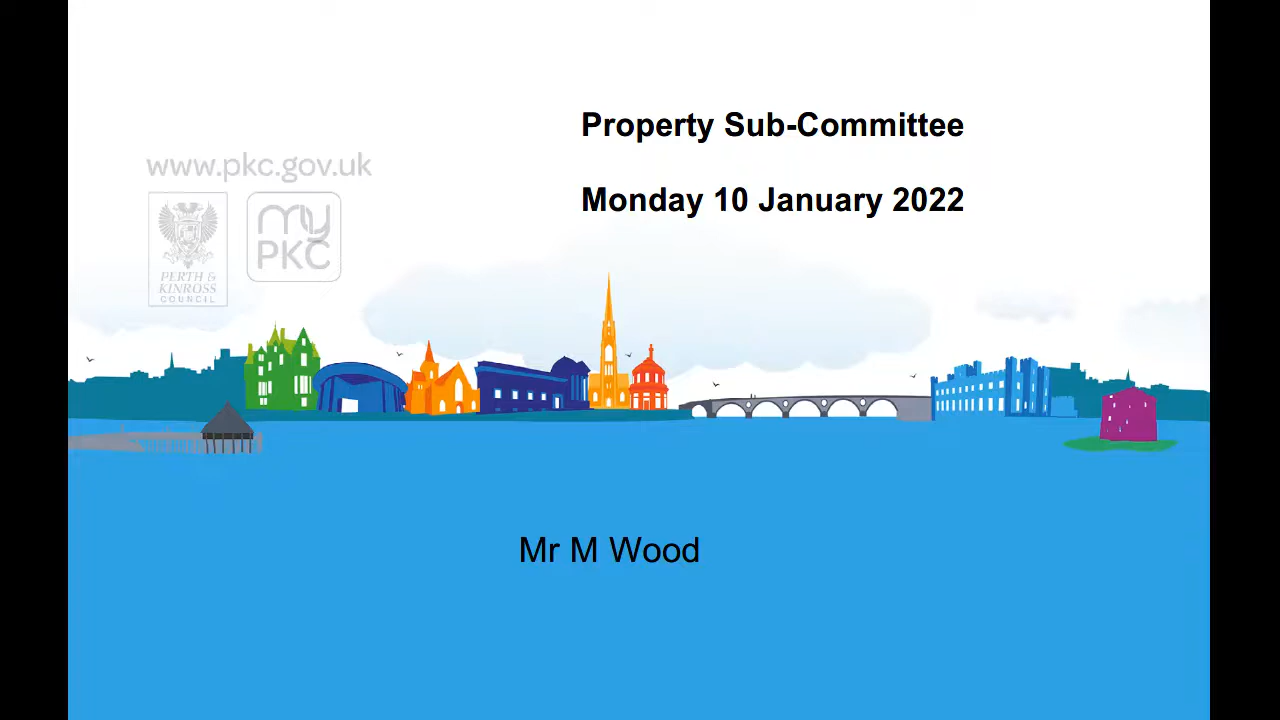 Property Sub-Committee
Monday 10 January 2022
www.pkc.gov.uk
my
PKC
PERTH &
KINROSS
COUNCIL
Mr M Wood